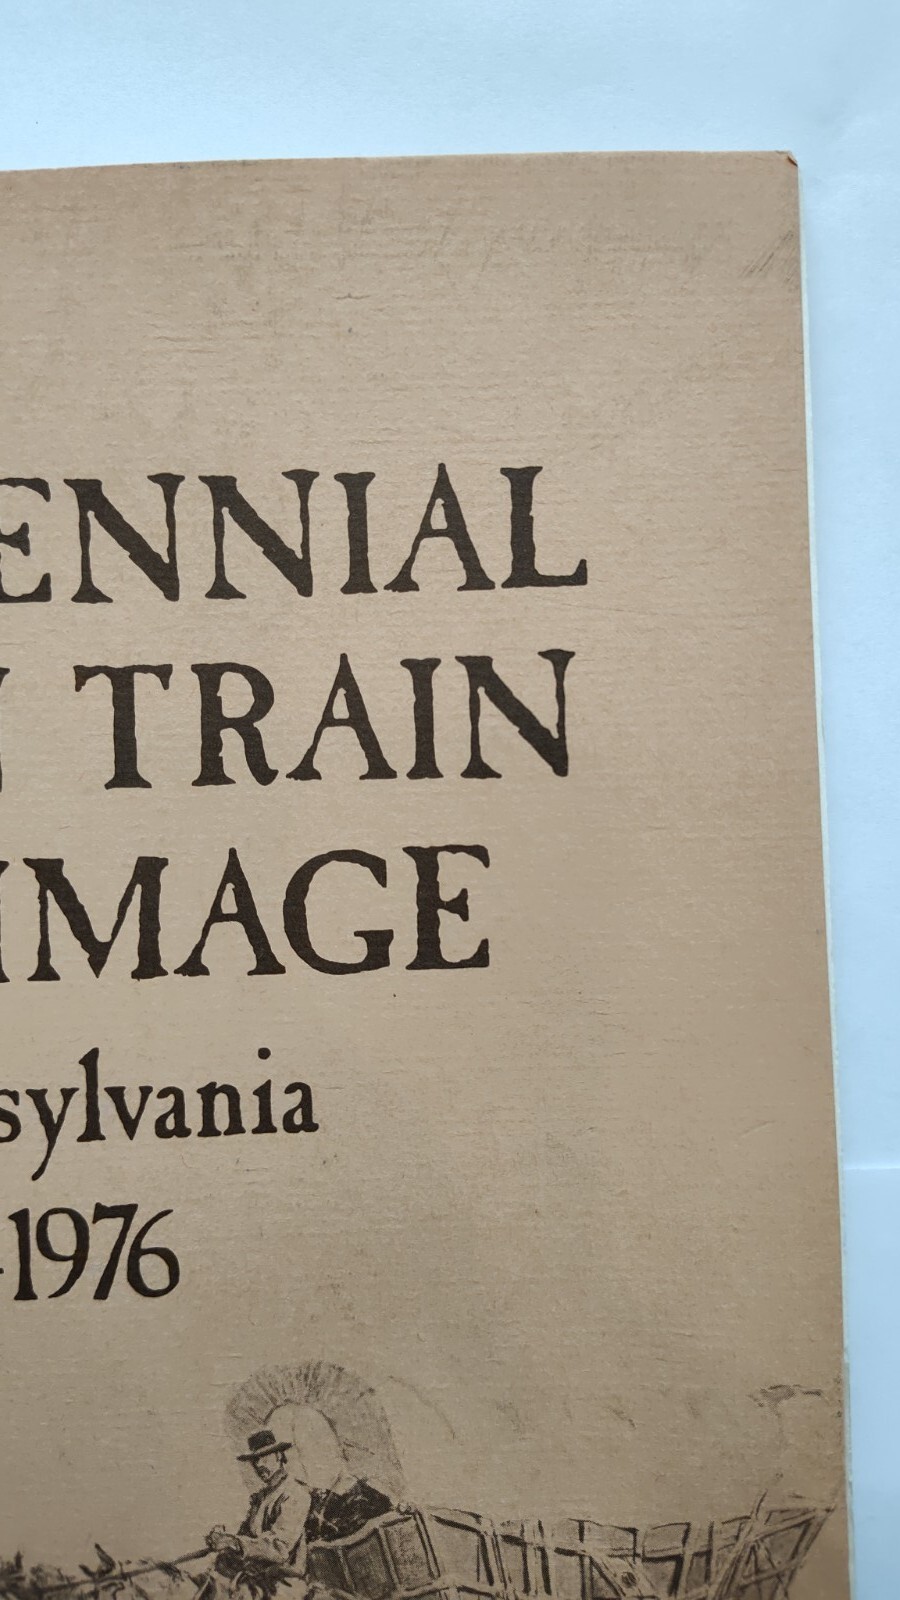 ENNIAL
N TRAIN
IMAGE
sylvania
-1976